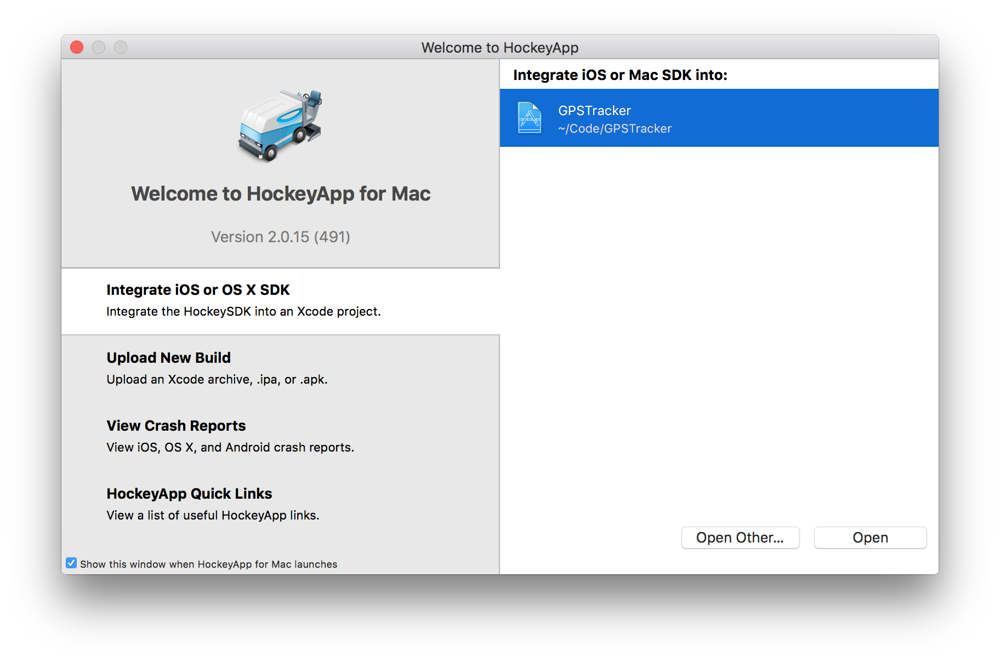 Welcome to HockeyApp
Welcome to HockeyApp for Mac
Version 2.0.15 (491)
Integrate iOS or OS X SDK
Integrate the HockeySDK into an Xcode project.
Upload New Build
Upload an Xcode archive, .ipa, or .apk.
View Crash Reports
View iOS, OS X, and Android crash reports.
HockeyApp Quick Links
View a list of useful HockeyApp links.
Show this window when HockeyApp for Mac launches
Integrate iOS or Mac SDK into:
GPSTracker
~/Code/GPSTracker
Open Other...
Open